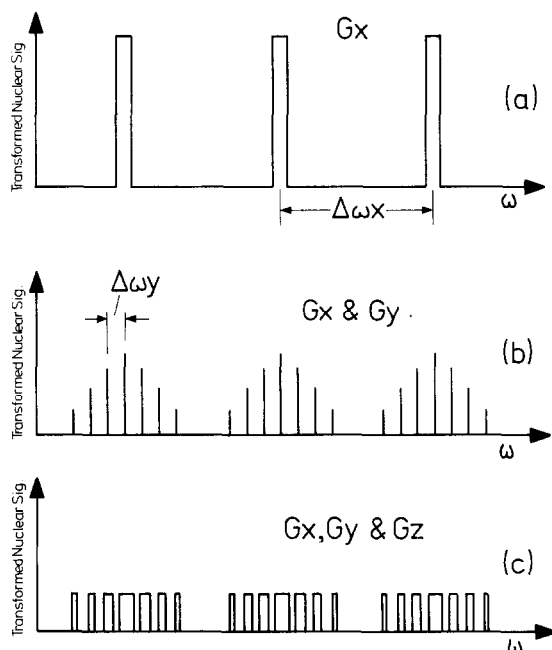 Transformed Nuclear Sig.
Gx
(a)
Δωx
ω
Transformed Nuclear Sig.
Δωy
Gx & Gy
(b)
ω
Transformed Nuclear Sig.
Gx, Gy & Gz
(c)
ω